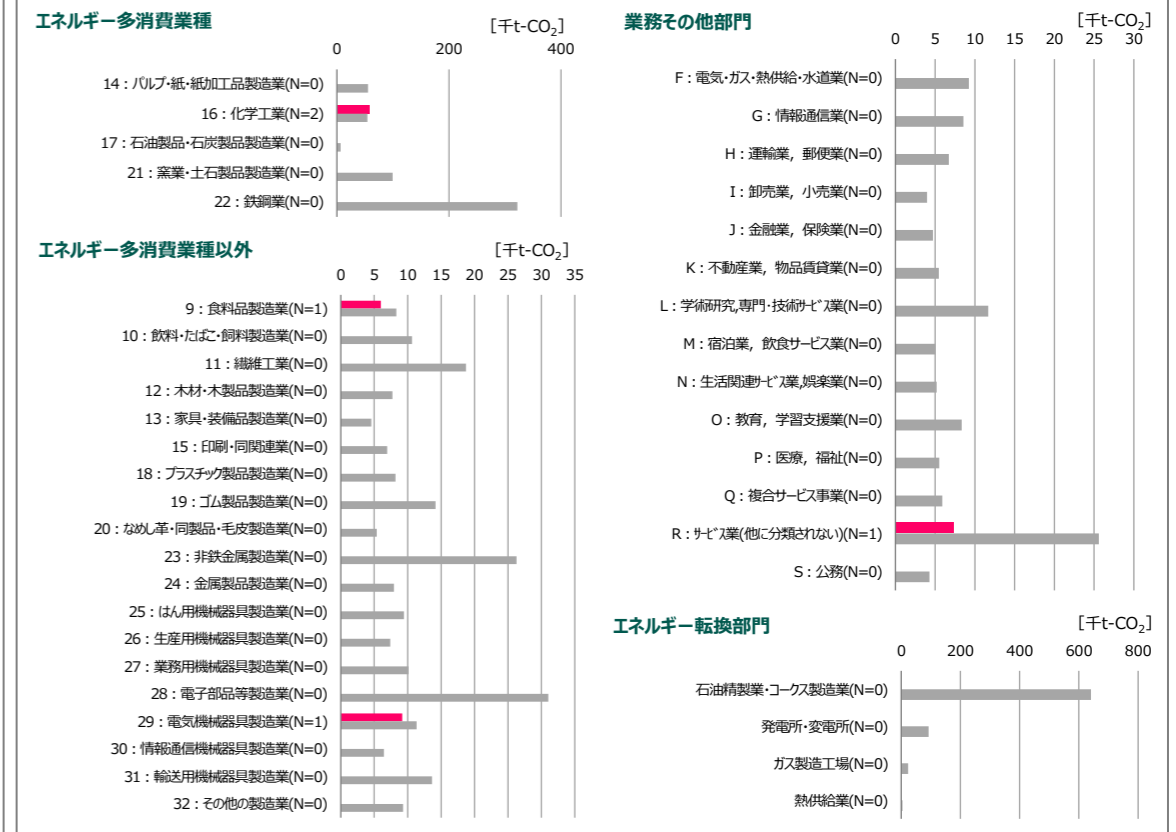 エネルギー多消費業種
[千t-CO₂]
0 200 400
14：パルプ・紙・紙加工品製造業(N=0)
16：化学工業(N=2)
17：石油製品・石炭製品製造業(N=0)
21：窯業・土石製品製造業(N=0)
22：鉄鋼業(N=0)
エネルギー多消費業種以外
[千t-CO₂]
0 5 10 15 20 25 30 35
9：食料品製造業(N=1)
10：飲料・たばこ・飼料製造業(N=0)
11：繊維工業(N=0)
12：木材・木製品製造業(N=0)
13：家具・装備品製造業(N=0)
15：印刷・同関連業(N=0)
18：プラスチック製品製造業(N=0)
19：ゴム製品製造業(N=0)
20：なめし革・同製品・毛皮製造業(N=0)
23：非鉄金属製造業(N=0)
24：金属製品製造業(N=0)
25：はん用機械器具製造業(N=0)
26：生産用機械器具製造業(N=0)
27：業務用機械器具製造業(N=0)
28：電子部品等製造業(N=0)
29：電気機械器具製造業(N=1)
30：情報通信機械器具製造業(N=0)
31：輸送用機械器具製造業(N=0)
32：その他の製造業(N=0)
業務その他部門
[千t-CO₂]
0 5 10 15 20 25 30
F：電気・ガス・熱供給・水道業(N=0)
G：情報通信業(N=0)
H：運輸業，郵便業(N=0)
I：卸売業，小売業(N=0)
J：金融業，保険業(N=0)
K：不動産業，物品賃貸業(N=0)
L：学術研究,専門・技術サービス業(N=0)
M：宿泊業，飲食サービス業(N=0)
N：生活関連サービス業,娯楽業(N=0)
O：教育，学習支援業(N=0)
P：医療，福祉(N=0)
Q：複合サービス事業(N=0)
R：サービス業(他に分類されない)(N=1)
S：公務(N=0)
エネルギー転換部門
[千t-CO₂]
0 200 400 600 800
石油精製業・コークス製造業(N=0)
発電所・変電所(N=0)
ガス製造工場(N=0)
熱供給業(N=0)